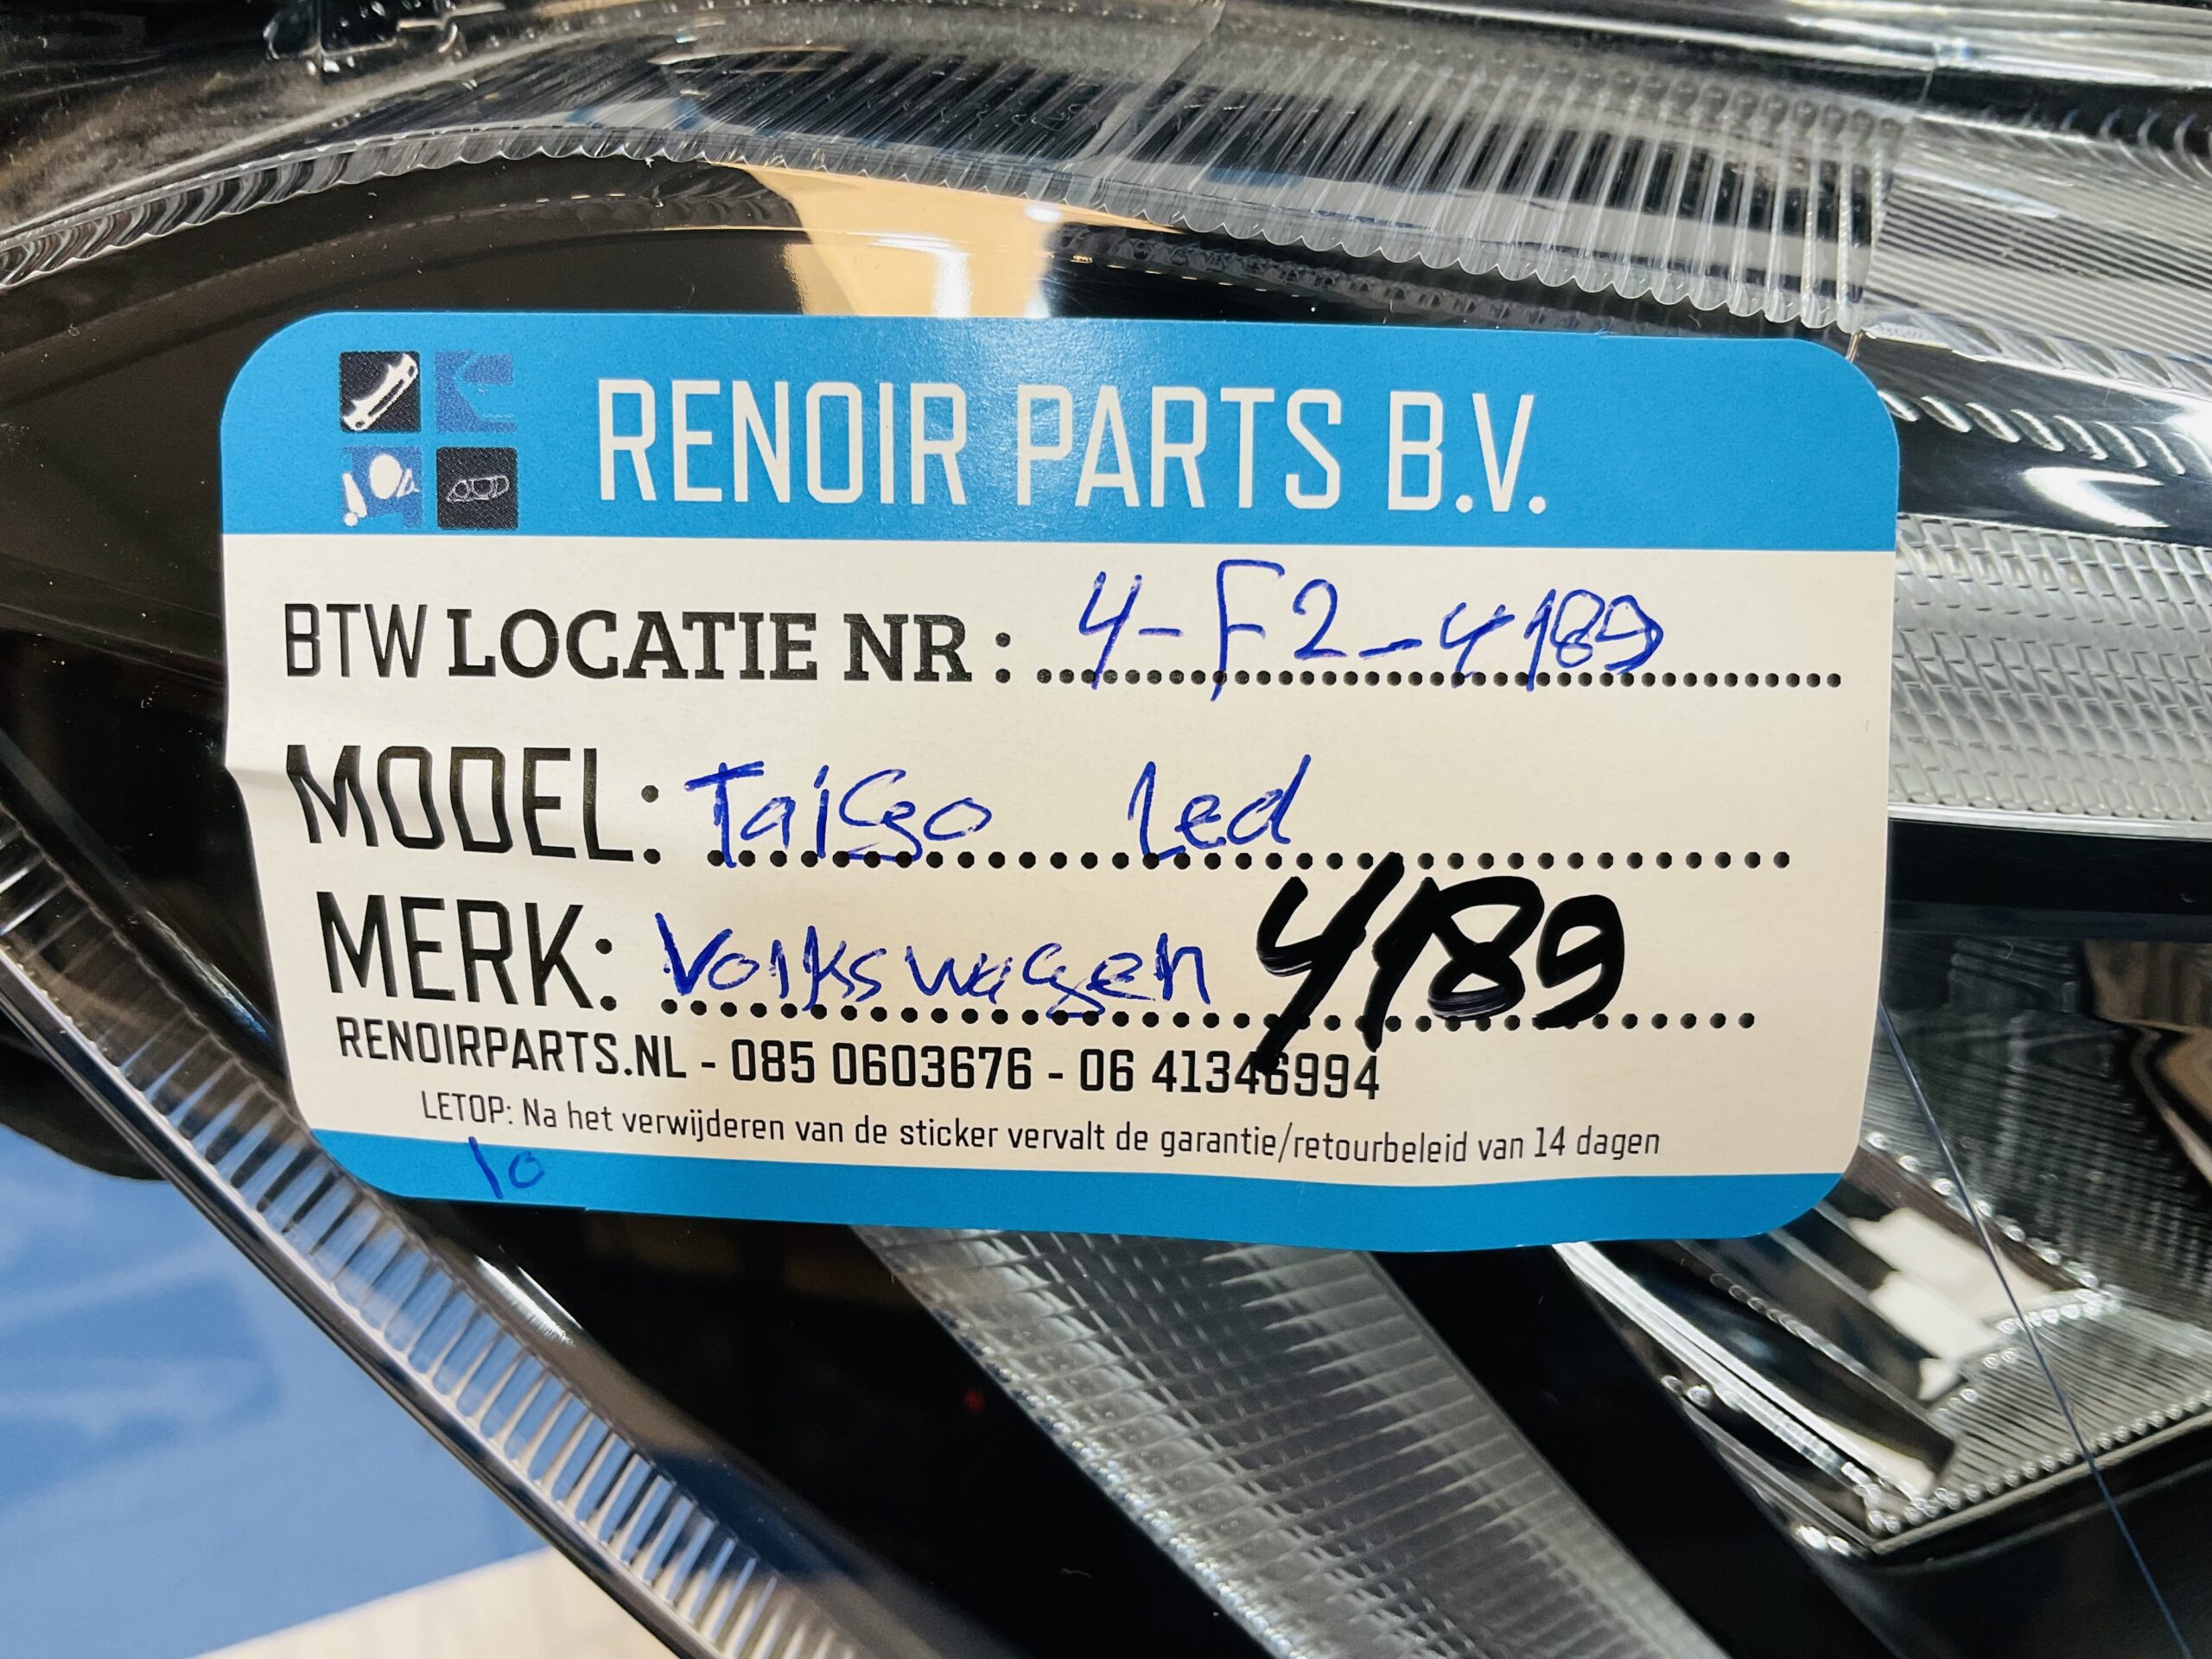 RENOIR PARTS B.V.
BTW LOCATIE NR : 4-F2-4189
MODEL: Taigo Led
MERK: Volkswagen 4189
RENOIRPARTS.NL - 085 0603676 - 06 41346994
LETOP: Na het verwijderen van de sticker vervalt de garantie/retourbeleid van 14 dagen
10